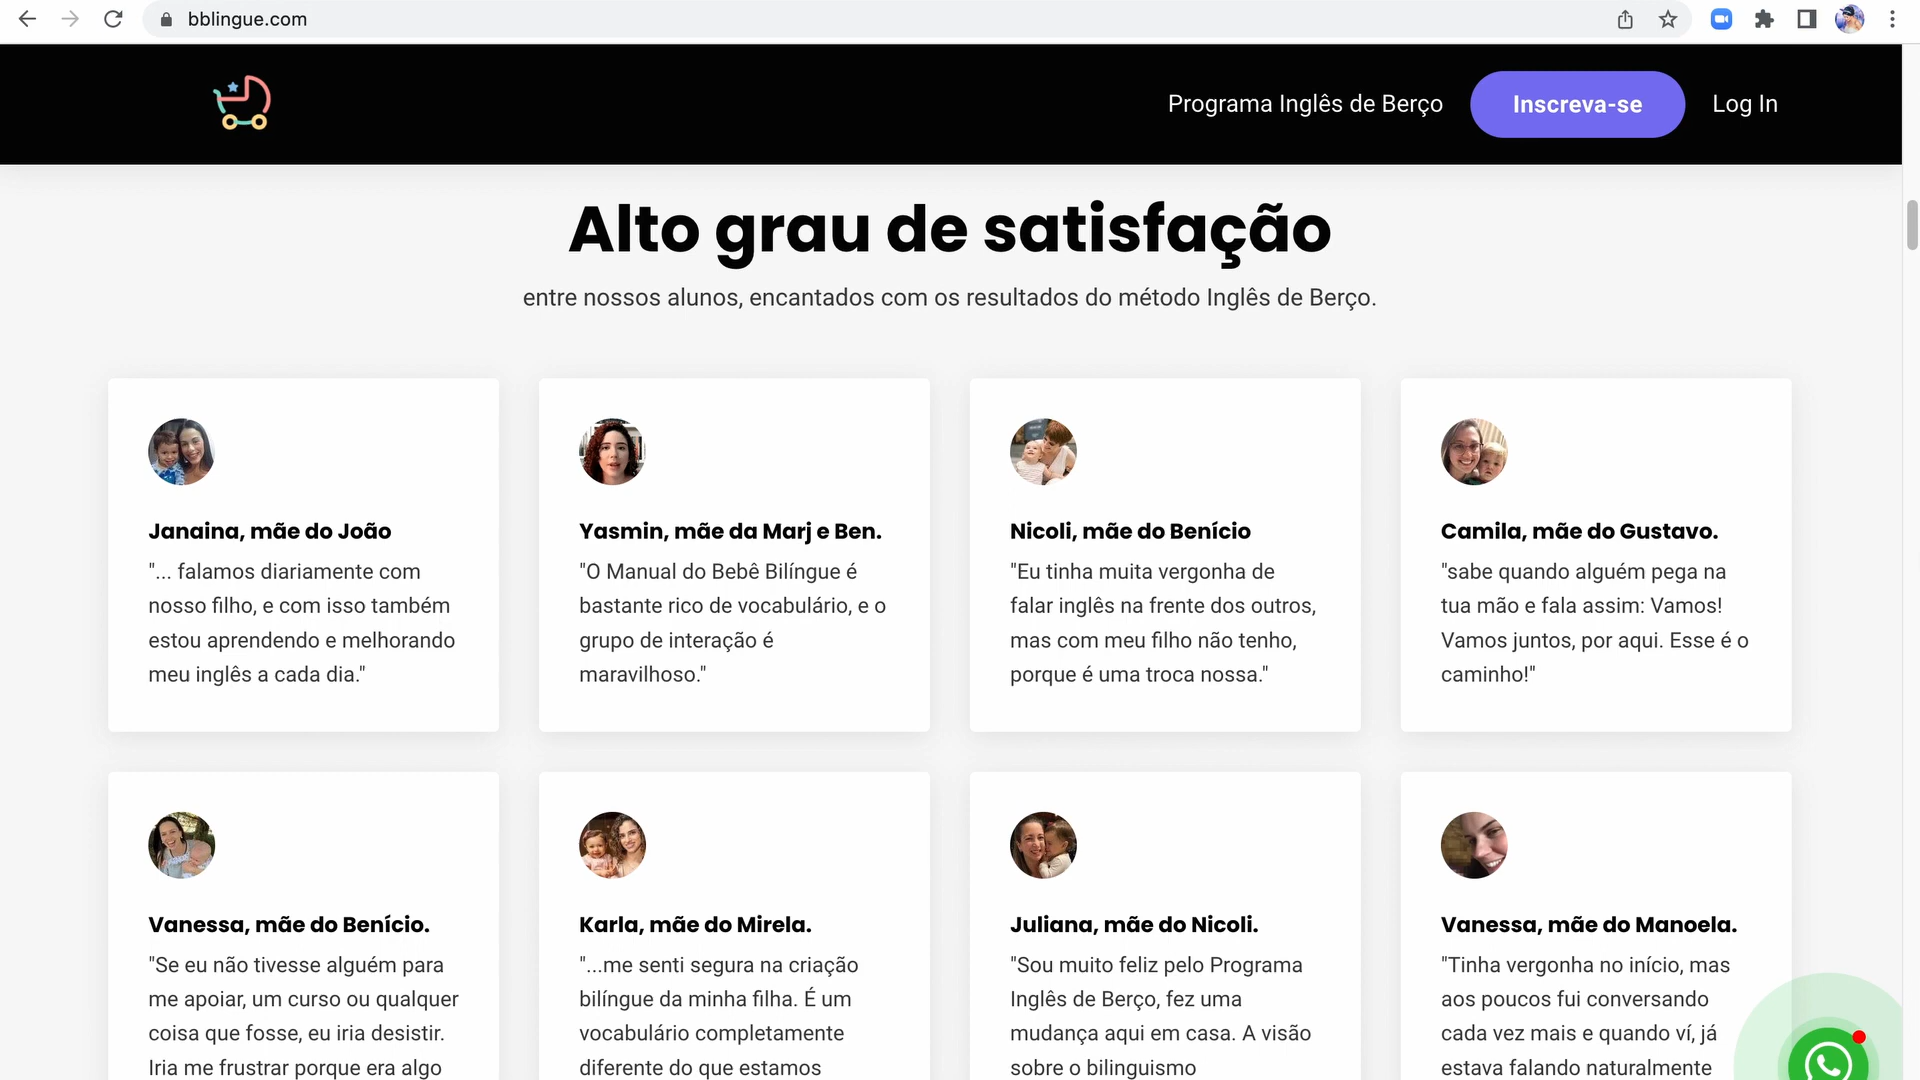 bblingue.com
Programa Inglês de Berço
Inscreva-se
Log In
Alto grau de satisfação
entre nossos alunos, encantados com os resultados do método Inglês de Berço.
Janaina, mãe do João
"... falamos diariamente com
nosso filho, e com isso também
estou aprendendo e melhorando
meu inglês a cada dia."
Yasmin, mãe da Marj e Ben.
"O Manual do Bebê Bilíngue é
bastante rico de vocabulário, e o
grupo de interação é
maravilhoso."
Nicoli, mãe do Benício
"Eu tinha muita vergonha de
falar inglês na frente dos outros,
mas com meu filho não tenho,
porque é uma troca nossa."
Camila, mãe do Gustavo.
"sabe quando alguém pega na
tua mão e fala assim: Vamos!
Vamos juntos, por aqui. Esse é o
caminho!"
Vanessa, mãe do Benício.
"Se eu não tivesse alguém para
me apoiar, um curso ou qualquer
coisa que fosse, eu iria desistir.
Iria me frustrar porque era algo
Karla, mãe do Mirela.
"...me senti segura na criação
bilíngue da minha filha. É um
vocabulário completamente
diferente do que estamos
Juliana, mãe do Nicoli.
"Sou muito feliz pelo Programa
Inglês de Berço, fez uma
mudança aqui em casa. A visão
sobre o bilinguismo
Vanessa, mãe do Manoela.
"Tinha vergonha no início, mas
aos poucos fui conversando
cada vez mais e quando ví, já
estava falando naturalmente